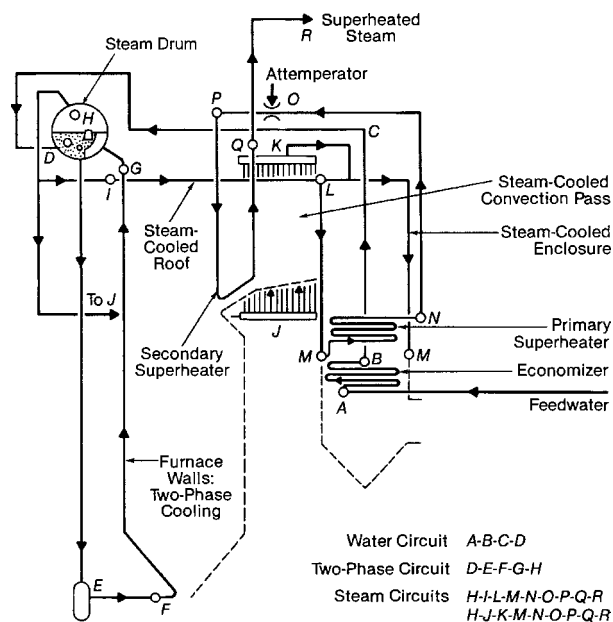 Superheated
Steam
R
Steam Drum
Attemperator
P
O
H
C
D
Q
K
G
I
L
Steam-Cooled
Convection Pass
Steam-
Cooled
Roof
Steam-Cooled
Enclosure
To J
J
N
Secondary
Superheater
Primary
Superheater
M
B
M
Economizer
A
Feedwater
Furnace
Walls:
Two-Phase
Cooling
Water Circuit A-B-C-D
Two-Phase Circuit D-E-F-G-H
Steam Circuits H-I-L-M-N-O-P-Q-R
H-J-K-M-N-O-P-Q-R
E
F